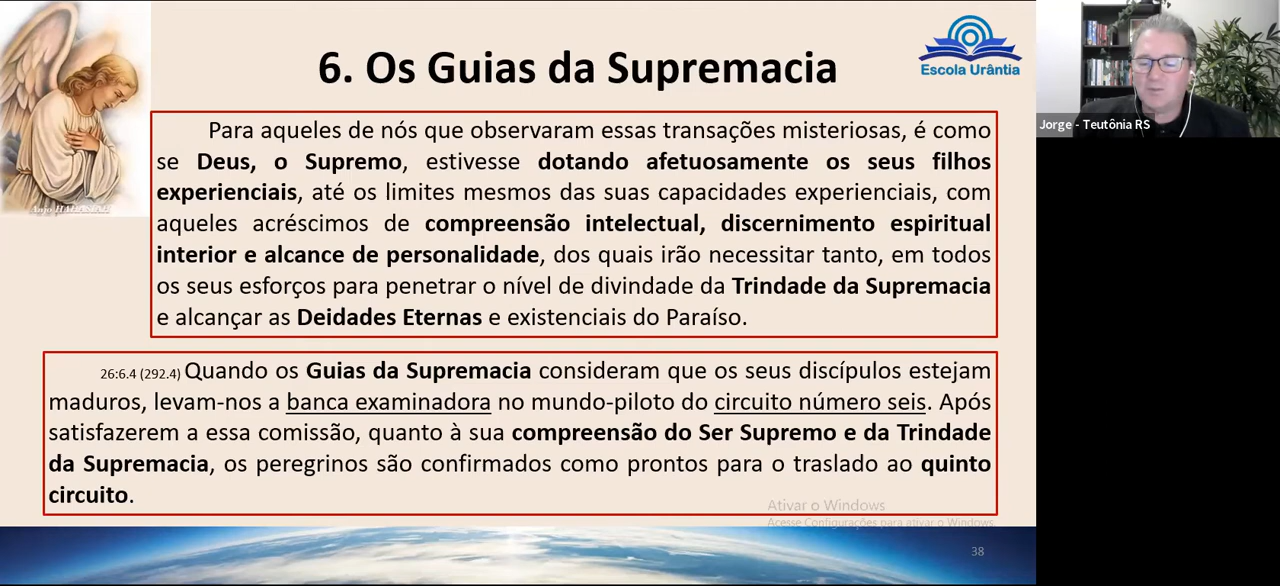 6. Os Guias da Supremacia
Escola Urântia
Jorge - Teutônia RS
Para aqueles de nós que observaram essas transações misteriosas, é como
se Deus, o Supremo, estivesse dotando afetuosamente os seus filhos
experienciais, até os limites mesmos das suas capacidades experienciais, com
aqueles acréscimos de compreensão intelectual, discernimento espiritual
interior e alcance de personalidade, dos quais irão necessitar tanto, em todos
os seus esforços para penetrar o nível de divindade da Trindade da Supremacia
e alcançar as Deidades Eternas e existenciais do Paraíso.
26:6.4 (292.4) Quando os Guias da Supremacia consideram que os seus discípulos estejam
maduros, levam-nos a banca examinadora no mundo-piloto do circuito número seis. Após
satisfazerem a essa comissão, quanto à sua compreensão do Ser Supremo e da Trindade
da Supremacia, os peregrinos são confirmados como prontos para o traslado ao quinto
circuito.
Ativar o Windows
Acesse Configurações para ativar o Windows.
38